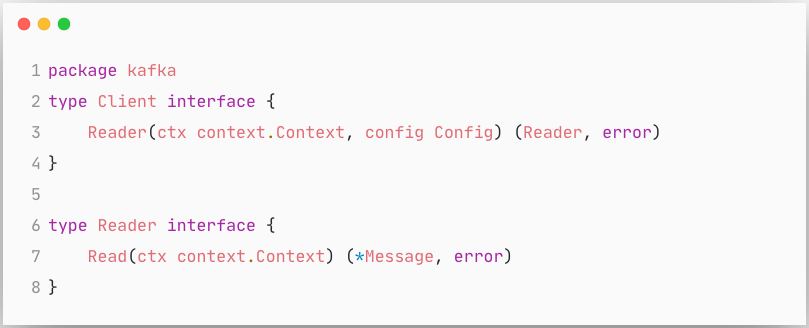 1 package kafka
2 type Client interface {
3     Reader(ctx context.Context, config Config) (Reader, error)
4 }
5
6 type Reader interface {
7     Read(ctx context.Context) (*Message, error)
8 }